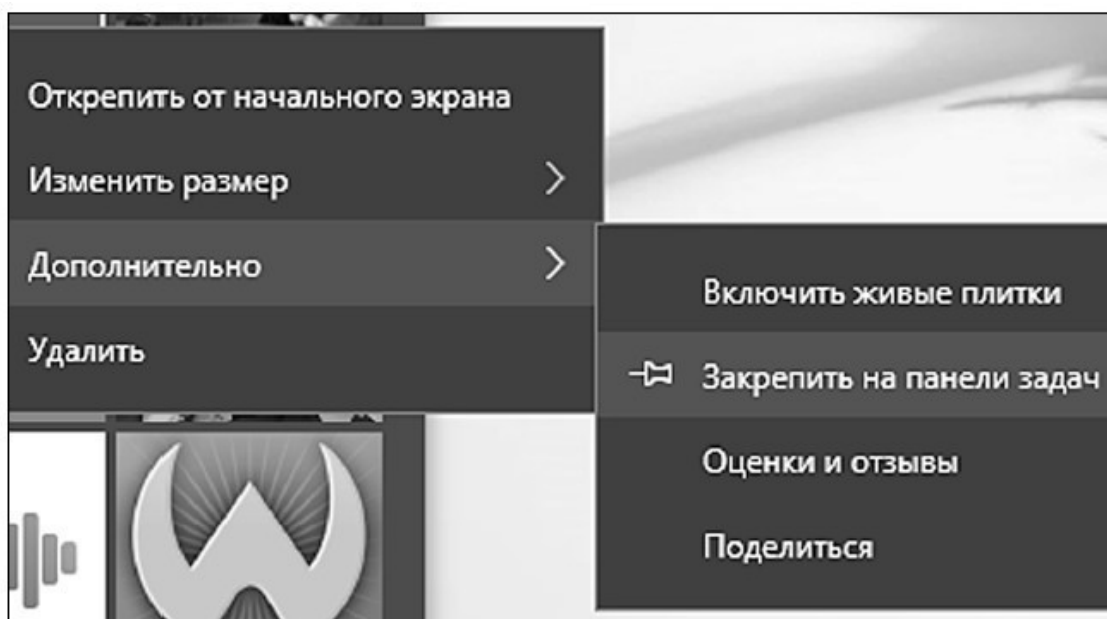 Открепить от начального экрана
Изменить размер
Дополнительно
Удалить
Включить живые плитки
Закрепить на панели задач
Оценки и отзывы
Поделиться